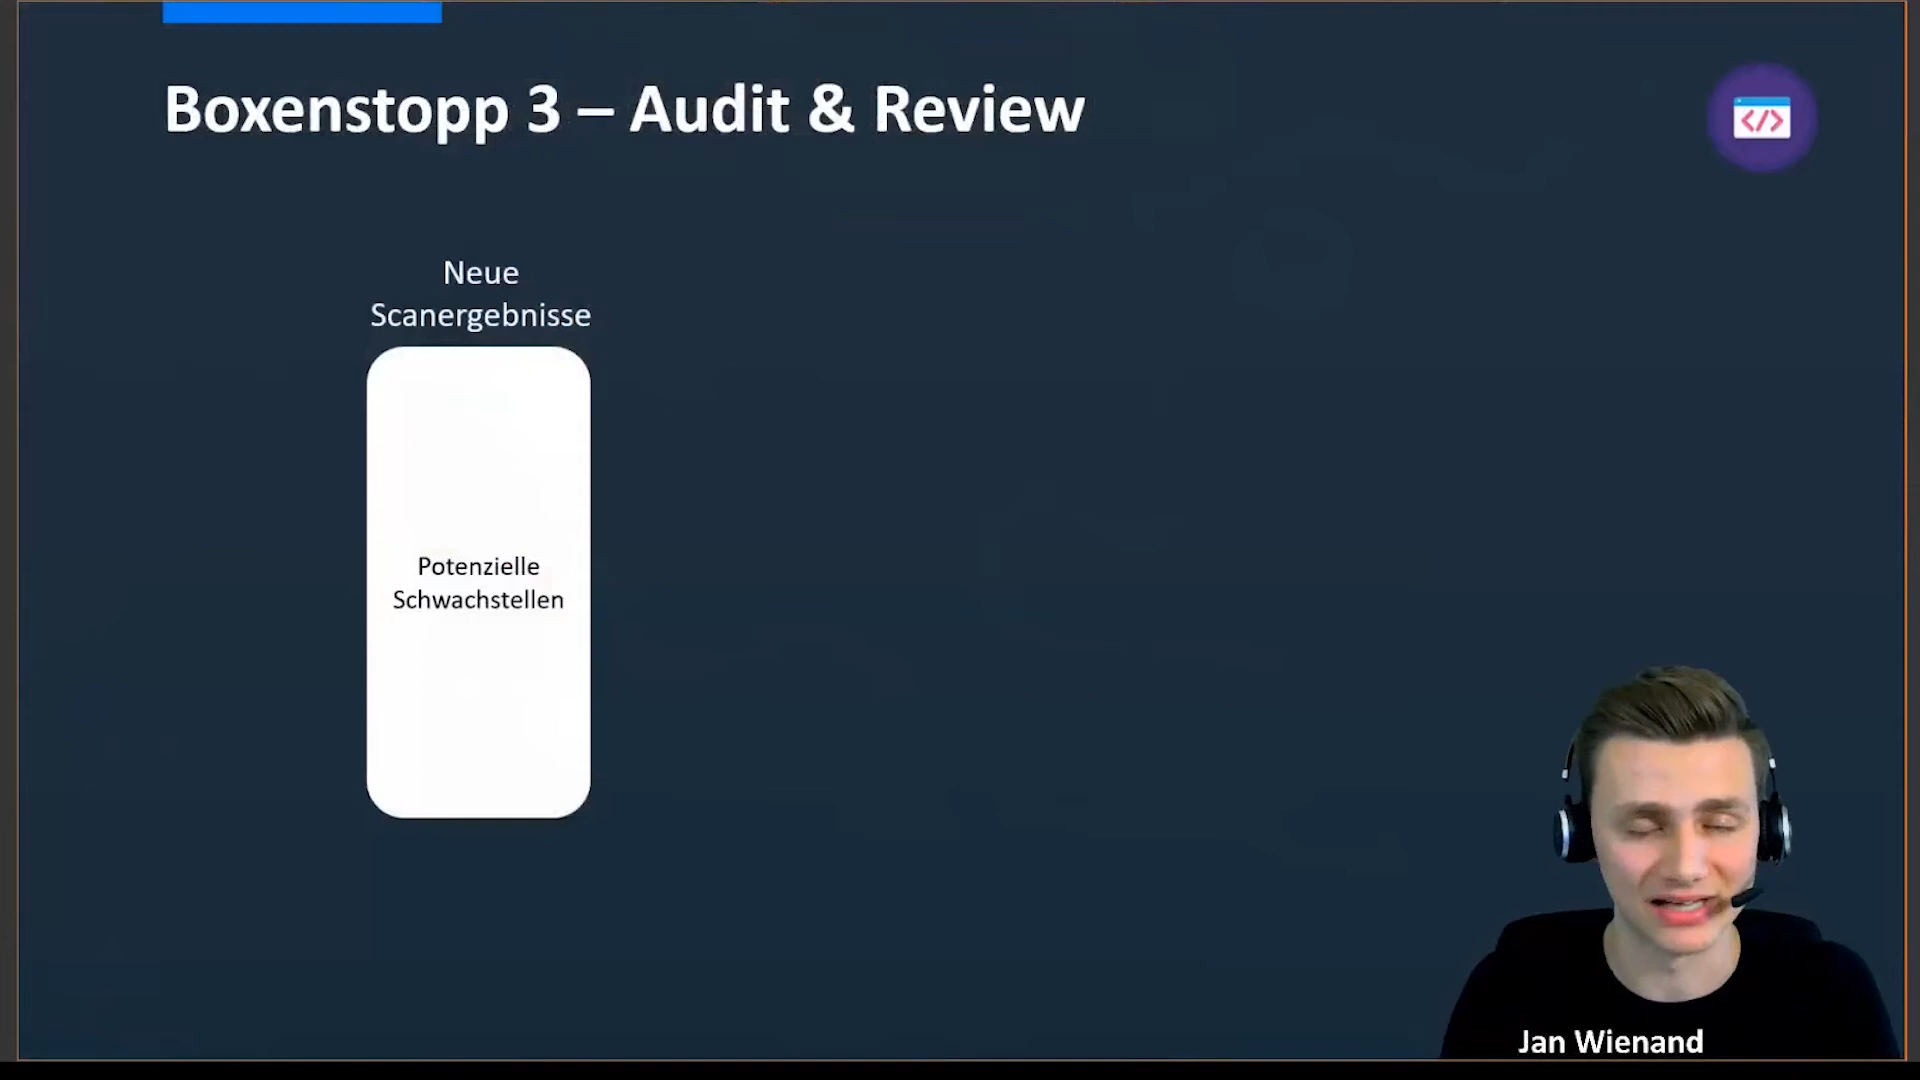 Boxenstopp 3 – Audit & Review
</>
Neue
Scanergebnisse
Potenzielle
Schwachstellen
Jan Wienand